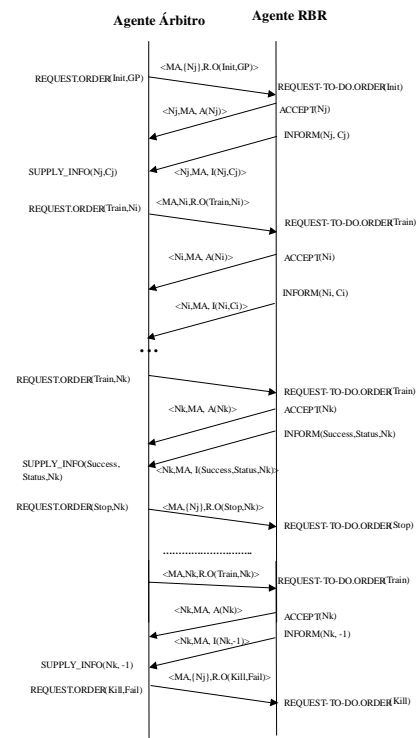 Agente Árbitro
Agente RBR
<MA,{Nj},R.O(Init,GP)>
REQUEST.ORDER(Init,GP)
REQUEST-TO-DO.ORDER(Init)
<Nj,MA, A(Nj)>
ACCEPT(Nj)
INFORM(Nj, Cj)
SUPPLY_INFO(Nj,Cj)
<Nj,MA, I(Nj,Cj)>
<MA,Ni,R.O(Train,Ni)>
REQUEST.ORDER(Train,Ni)
REQUEST-TO-DO.ORDER(Train)
<Ni,MA, A(Ni)>
ACCEPT(Ni)
INFORM(Ni, Ci)
<Ni,MA, I(Ni,Ci)>
...
REQUEST.ORDER(Train,Nk)
REQUEST-TO-DO.ORDER(Train)
<Nk,MA, A(Nk)>
ACCEPT(Nk)
INFORM(Success,Status,Nk)
SUPPLY_INFO(Success,
Status,Nk)
<Nk,MA, I(Success,Status,Nk)>
REQUEST.ORDER(Stop,Nk)
<MA,{Nj},R.O(Stop,Nk)>
REQUEST-TO-DO.ORDER(Stop)
.............................
<MA,Nk,R.O(Train,Nk)>
REQUEST-TO-DO.ORDER(Train)
<Nk,MA, A(Nk)>
ACCEPT(Nk)
<Nk,MA, I(Nk,-1)>
INFORM(Nk, -1)
SUPPLY_INFO(Nk, -1)
<MA,{Nj},R.O(Kill,Fail)>
REQUEST.ORDER(Kill,Fail)
REQUEST-TO-DO.ORDER(Kill)